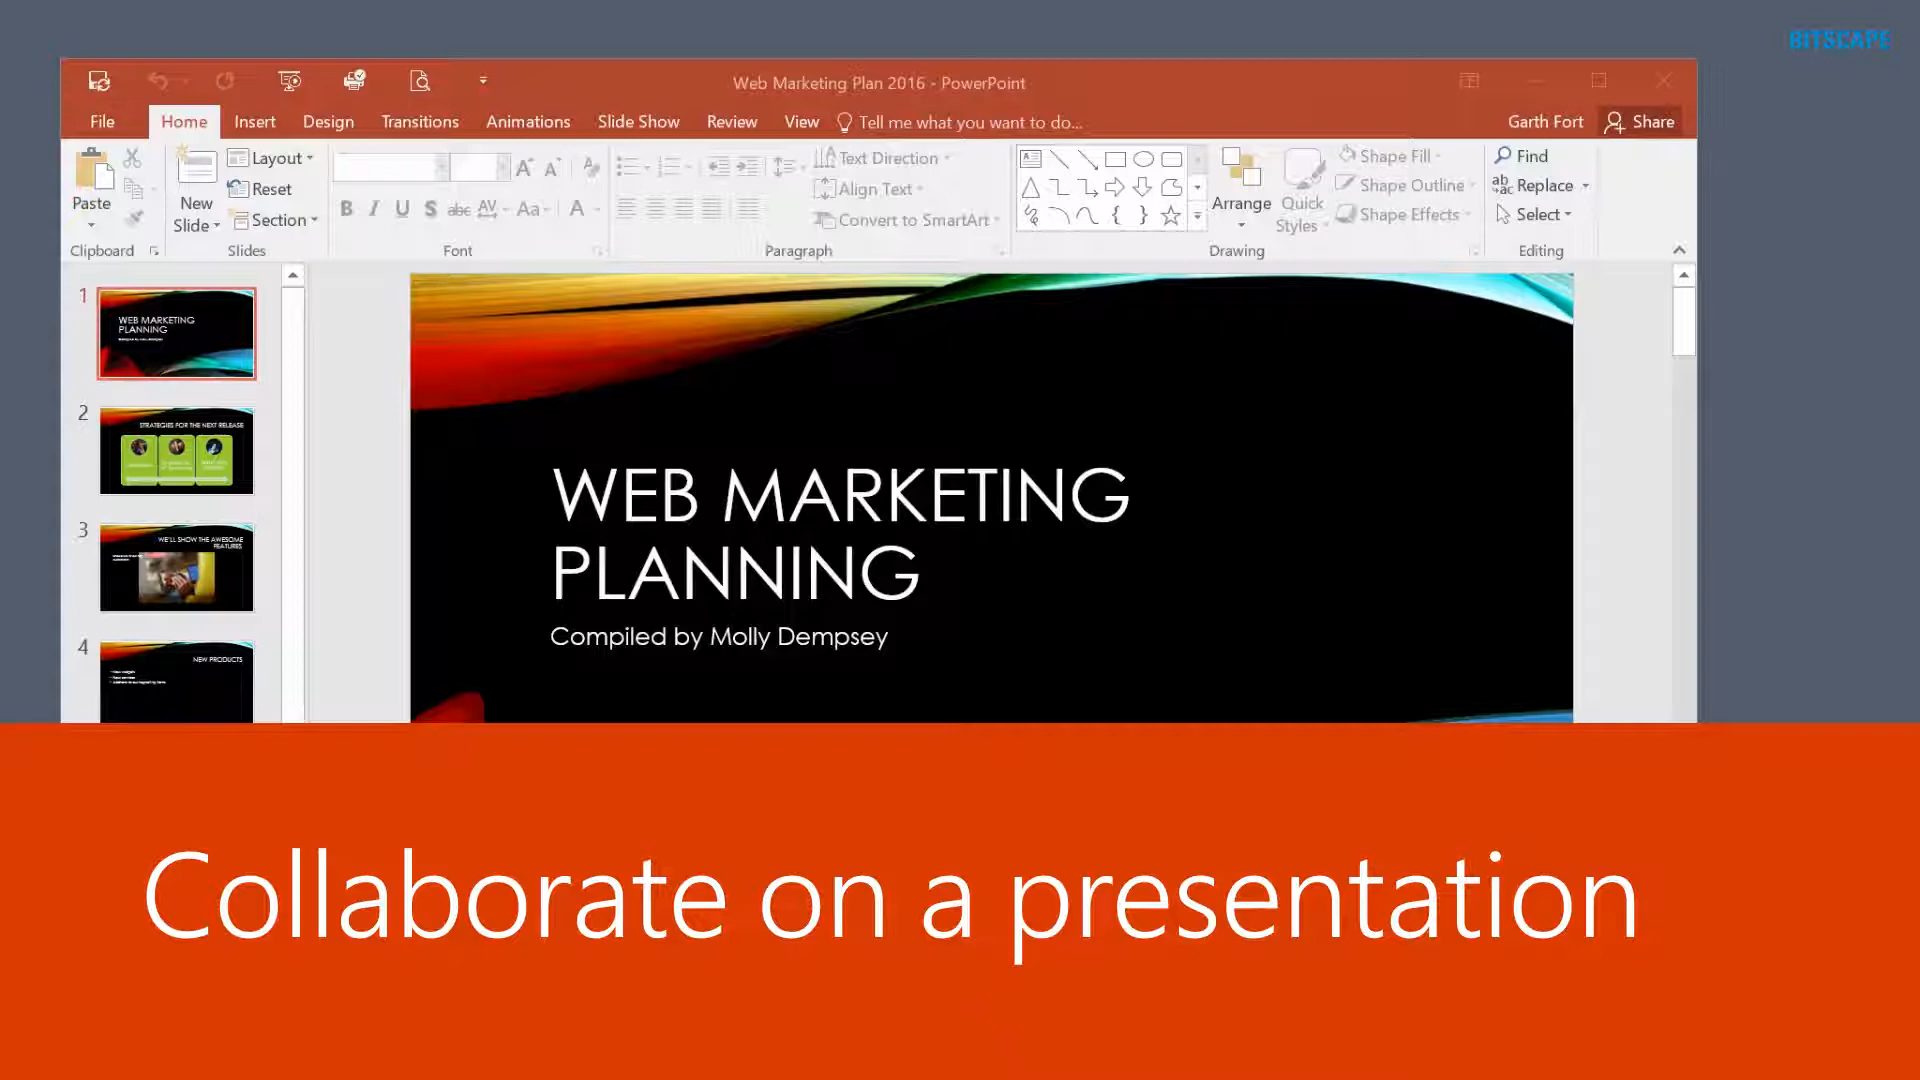 BITSCAPE
Web Marketing Plan 2016 - PowerPoint
File Home Insert Design Transitions Animations Slide Show Review View Tell me what you want to do... Garth Fort Share
Paste
Clipboard
New
Slide
Layout
Reset
Section
Slides
B I U S abc AV Aa A
Font
Text Direction
Align Text
Convert to SmartArt
Paragraph
Arrange
Quick
Styles
Shape Fill
Shape Outline
Shape Effects
Drawing
Find
Replace
Select
Editing
1
WEB MARKETING
PLANNING
2
STRATEGIES FOR THE NEXT RELEASE
3
WE'LL SHOW THE AWESOME
FEATURES
4
NEW PRODUCTS
WEB MARKETING
PLANNING
Compiled by Molly Dempsey
Collaborate on a presentation